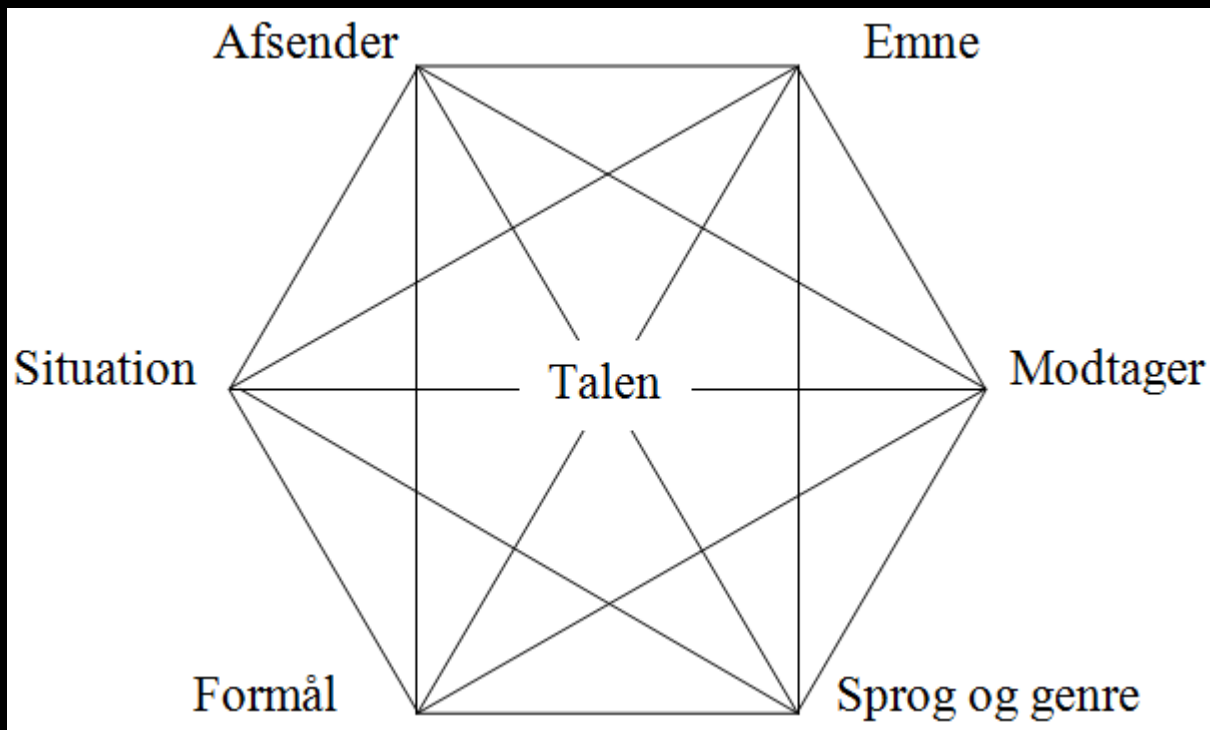 Afsender
Emne
Situation
Talen
Modtager
Formål
Sprog og genre